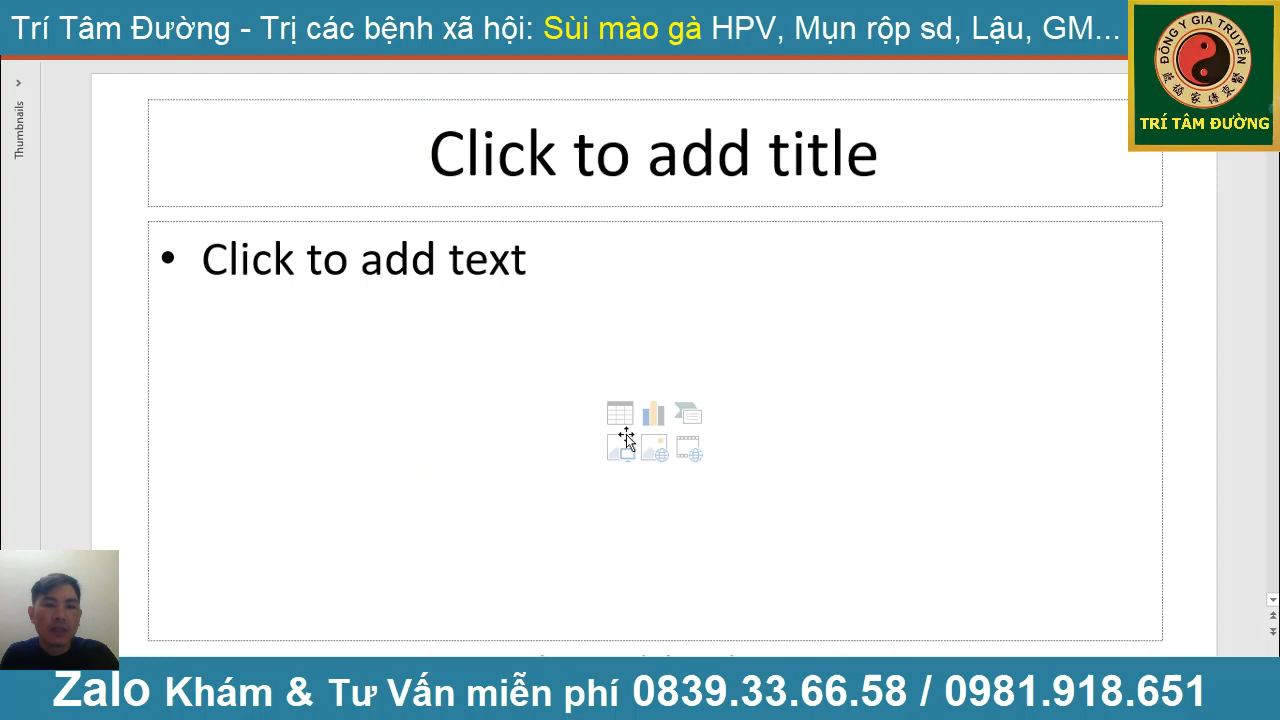 Trí Tâm Đường - Trị các bệnh xã hội: Sùi mào gà HPV, Mụn rộp sd, Lậu, GM...
ĐÔNG Y GIA TRUYỀN
TRÍ TÂM ĐƯỜNG
Thumbnails
Click to add title
• Click to add text
Zalo Khám & Tư Vấn miễn phí 0839.33.66.58 / 0981.918.651